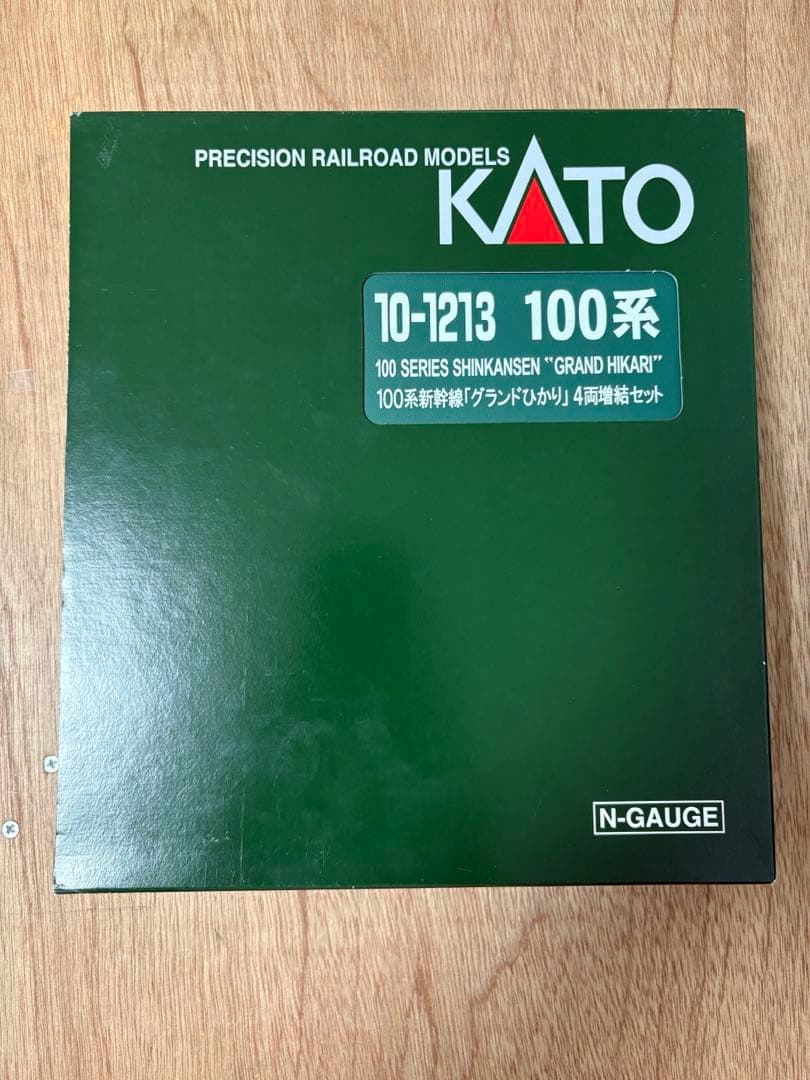 PRECISION RAILROAD MODELS
KATO
10-1213 100系
100 SERIES SHINKANSEN "GRAND HIKARI"
100系新幹線「グランドひかり」4両増結セット
N-GAUGE